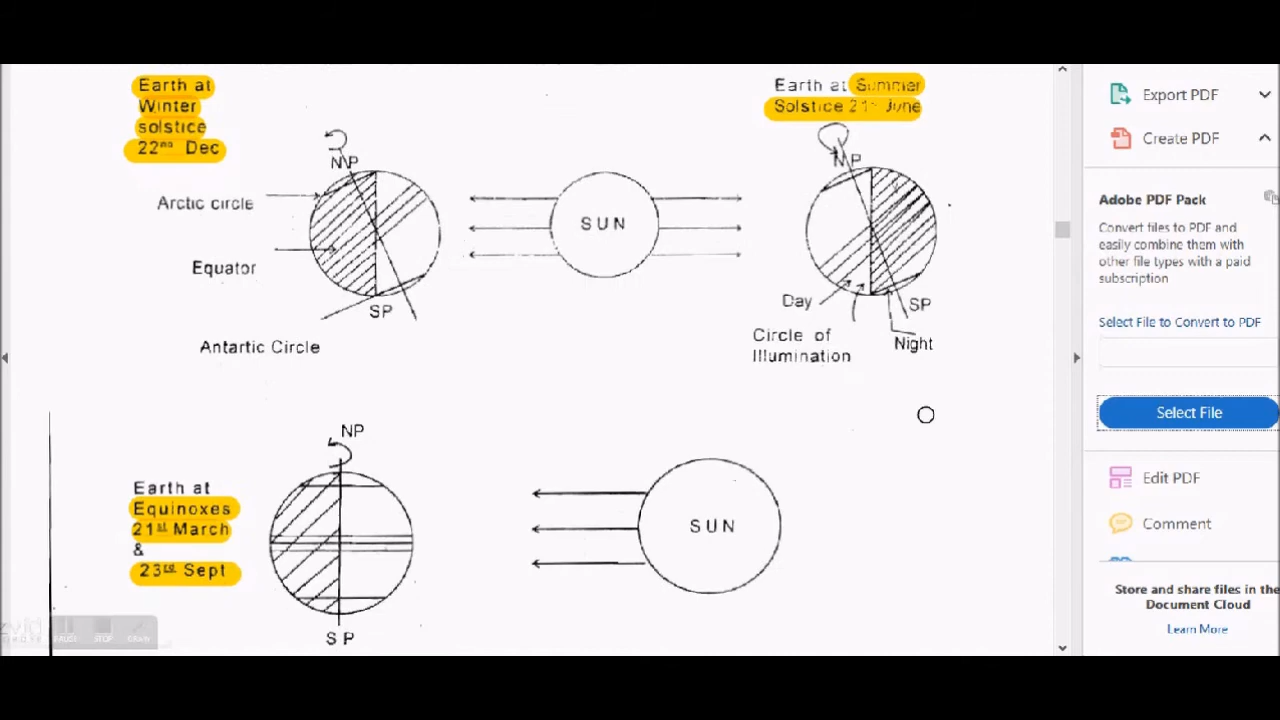 Earth at
Winter
solstice
22nd Dec
Earth at Summer
Solstice 21st June
NP
NP
Arctic circle
SUN
Equator
Day
SP
SP
Circle of
Illumination
Night
Antartic Circle
NP
Earth at
Equinoxes
21st March
&
23rd Sept
SUN
SP
PAUSE
STOP
DRAW
Export PDF
Create PDF
Adobe PDF Pack
Convert files to PDF and
easily combine them with
other file types with a paid
subscription
Select File to Convert to PDF
Select File
Edit PDF
Comment
Store and share files in the
Document Cloud
Learn More